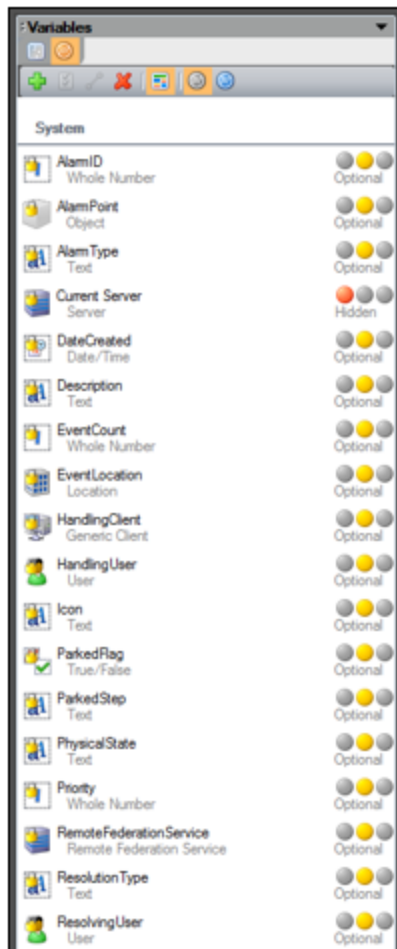 Variables
System
AlarmID
Whole Number
Optional
AlarmPoint
Object
Optional
AlarmType
Text
Optional
Current Server
Server
Hidden
DateCreated
Date/Time
Optional
Description
Text
Optional
EventCount
Whole Number
Optional
EventLocation
Location
Optional
HandlingClient
Generic Client
Optional
HandlingUser
User
Optional
Icon
Text
Optional
ParkedFlag
True/False
Optional
ParkedStep
Text
Optional
PhysicalState
Text
Optional
Priority
Whole Number
Optional
RemoteFederationService
Remote Federation Service
Optional
ResolutionType
Text
Optional
ResolvingUser
User
Optional